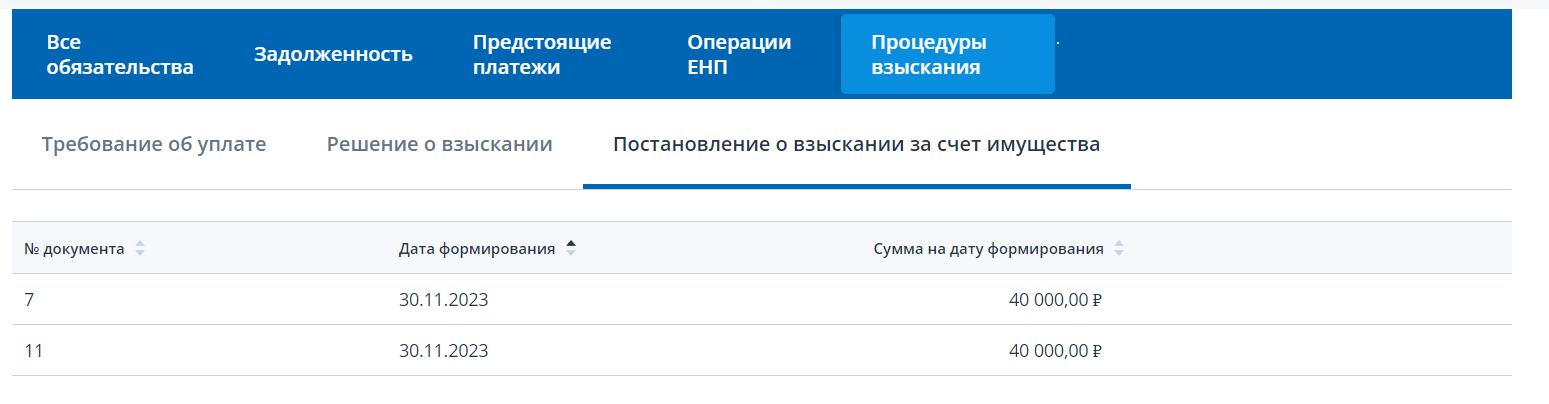 Все
обязательства
Задолженность
Предстоящие
платежи
Операции
ЕНП
Процедуры
взыскания
Требование об уплате
Решение о взыскании
Постановление о взыскании за счет имущества
№ документа
Дата формирования
Сумма на дату формирования
7
30.11.2023
40 000,00 ₽
11
30.11.2023
40 000,00 ₽